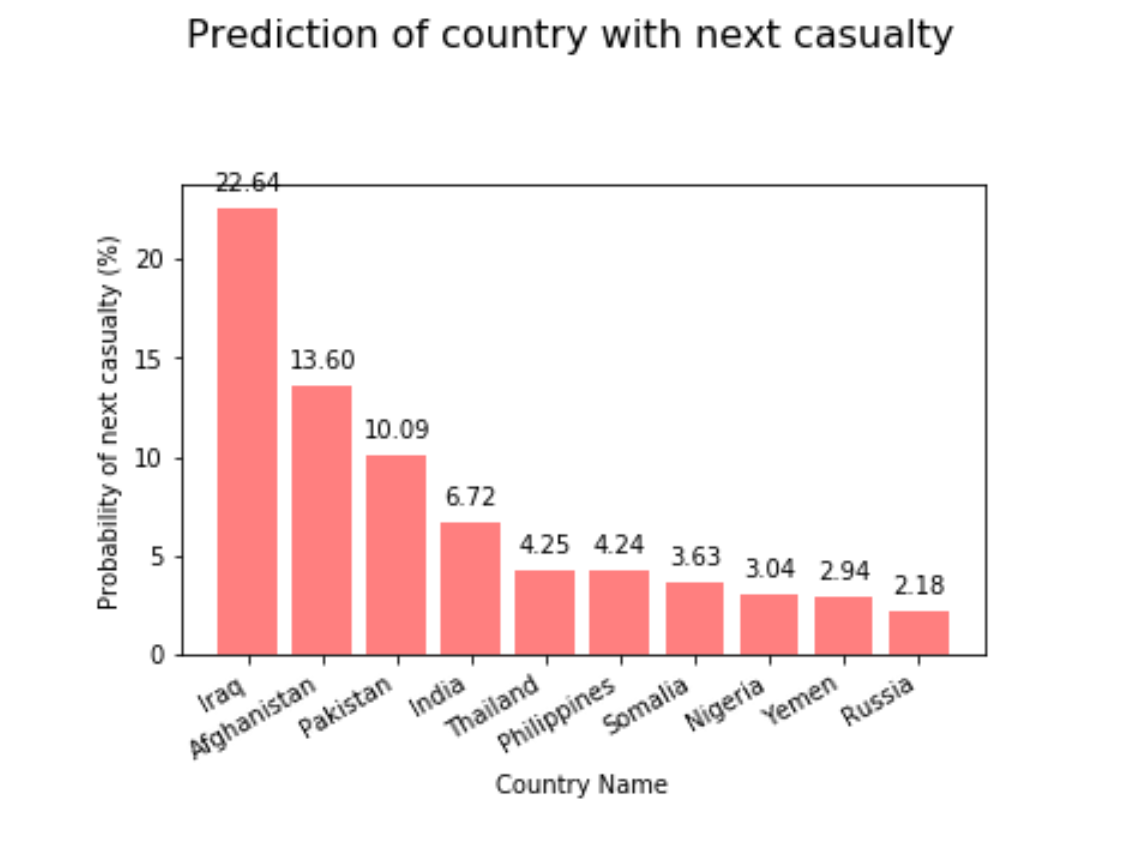 Prediction of country with next casualty
22.64
13.60
10.09
6.72
4.25
4.24
3.63
3.04
2.94
2.18
Probability of next casualty (%)
20
15
10
5
0
Iraq
Afghanistan
Pakistan
India
Thailand
Philippines
Somalia
Nigeria
Yemen
Russia
Country Name